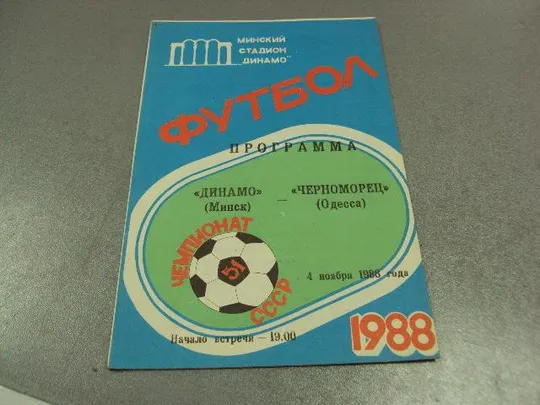 МИНСКИЙ
СТАДИОН
„ДИНАМО"
ФУТБОЛ
ПРОГРАММА
«ДИНАМО» — «ЧЕРНОМОРЕЦ»
(Минск) (Одесса)
ЧЕМПИОНАТ
51
СССР
4 ноября 1988 года
Начало встречи — 19.00
1988